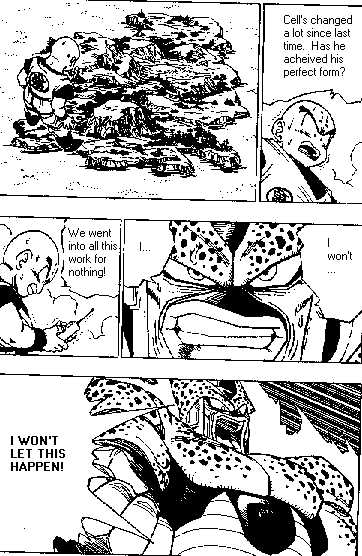 Cell's changed
a lot since last
time. Has he
acheived his
perfect form?
We went
into all this
work for
nothing!
I...
I
won't
...
I WON'T
LET THIS
HAPPEN!